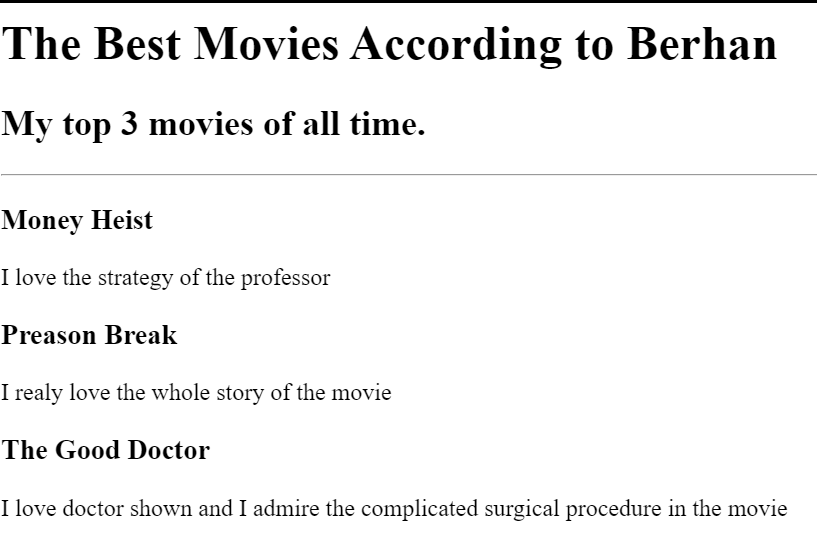 The Best Movies According to Berhan
My top 3 movies of all time.
Money Heist
I love the strategy of the professor
Preason Break
I realy love the whole story of the movie
The Good Doctor
I love doctor shown and I admire the complicated surgical procedure in the movie